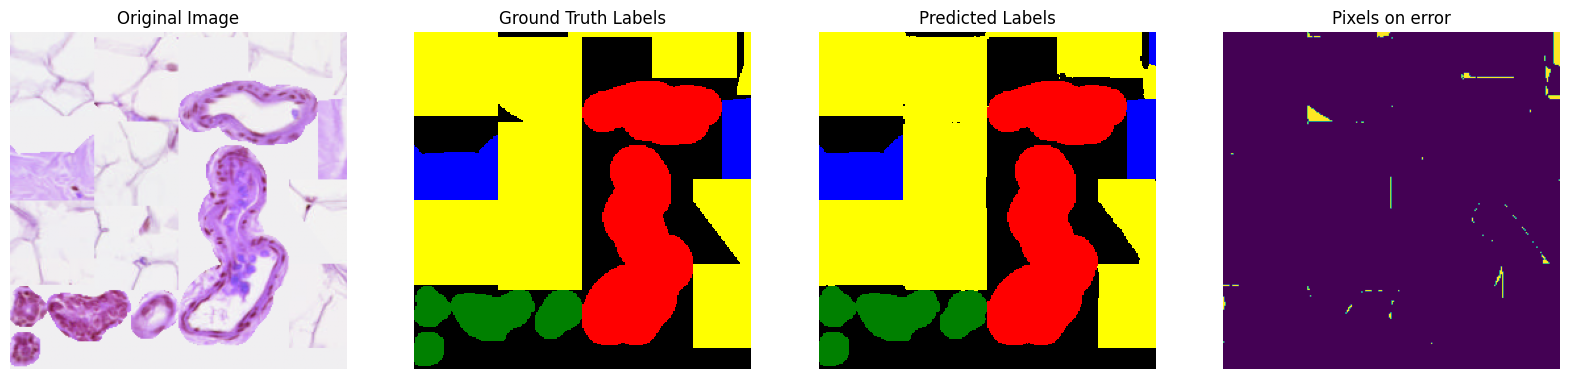 Original Image
Ground Truth Labels
Predicted Labels
Pixels on error